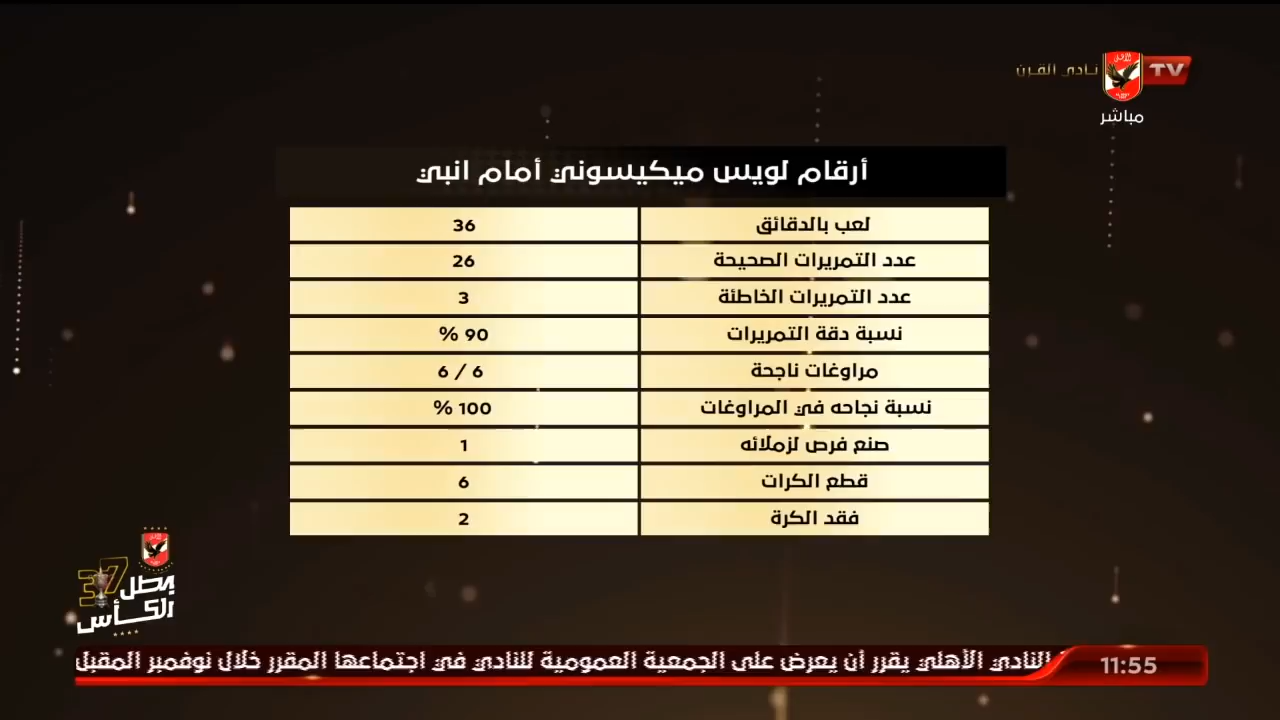 نادي القرن
TV
مباشر
أرقام لويس ميكيسوني أمام انبي
لعب بالدقائق 36
عدد التمريرات الصحيحة 26
عدد التمريرات الخاطئة 3
نسبة دقة التمريرات 90 %
مراوغات ناجحة 6 / 6
نسبة نجاحه في المراوغات 100 %
صنع فرص لزملائه 1
قطع الكرات 6
فقد الكرة 2
37
بطل
الكأس
11:55
النادي الأهلي يقرر أن يعرض على الجمعية العمومية للنادي في اجتماعها المقرر خلال نوفمبر المقبل